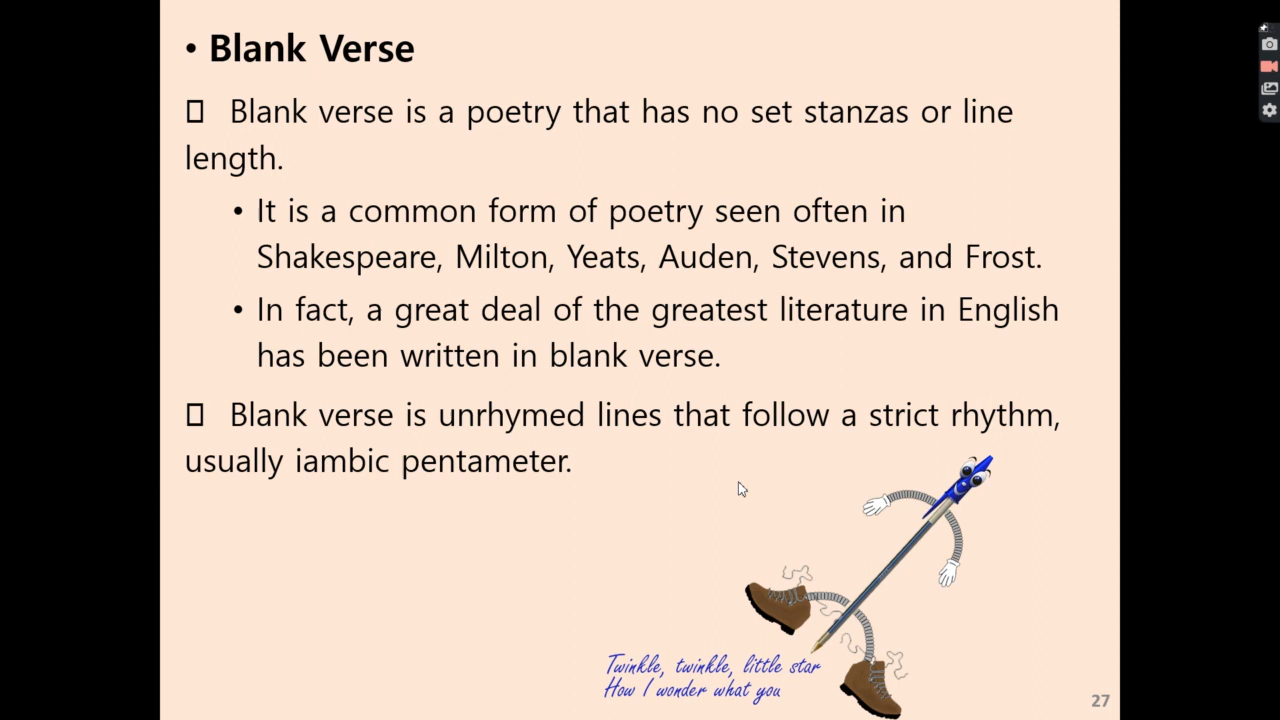 • Blank Verse
▯ Blank verse is a poetry that has no set stanzas or line
length.
• It is a common form of poetry seen often in
Shakespeare, Milton, Yeats, Auden, Stevens, and Frost.
• In fact, a great deal of the greatest literature in English
has been written in blank verse.
▯ Blank verse is unrhymed lines that follow a strict rhythm,
usually iambic pentameter.
Twinkle, twinkle, little star
How I wonder what you
27